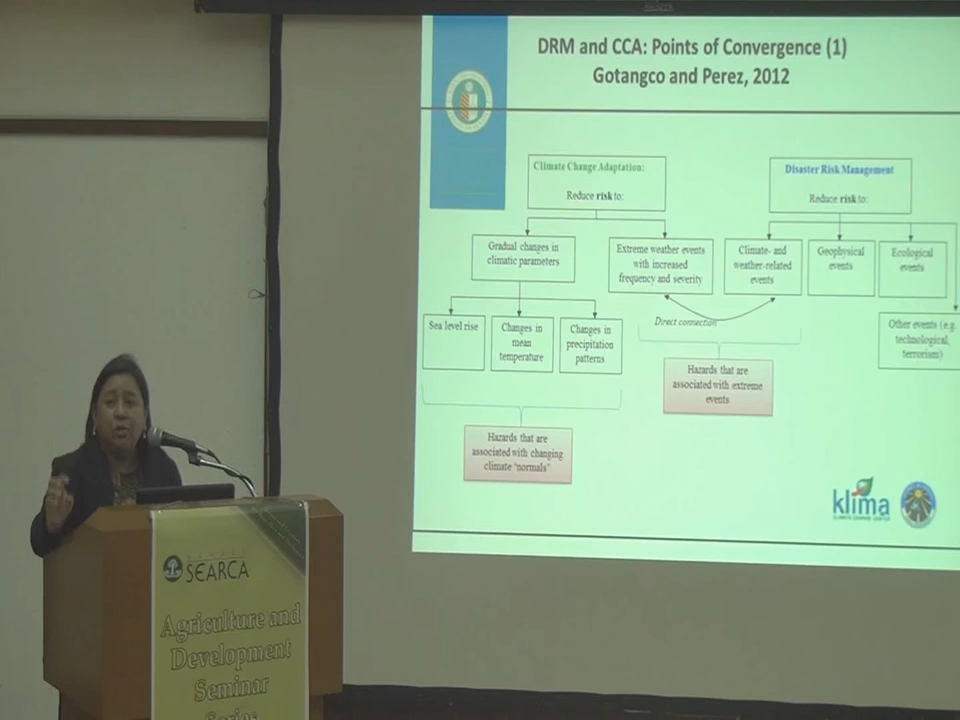 DRM and CCA: Points of Convergence (1)
Gotangco and Perez, 2012
Climate Change Adaptation:
Reduce risk to:
Disaster Risk Management
Reduce risk to:
Gradual changes in
climatic parameters
Extreme weather events
with increased
frequency and severity
Climate- and
weather-related
events
Geophysical
events
Ecological
events
Sea level rise
Changes in
mean
temperature
Changes in
precipitation
patterns
Direct connection
Other events (e.g.
technological,
terrorism)
Hazards that are
associated with extreme
events
Hazards that are
associated with changing
climate "normals"
klima
CLIMATE CHANGE CENTER
SEARCA
Agriculture and
Development
Seminar
Series